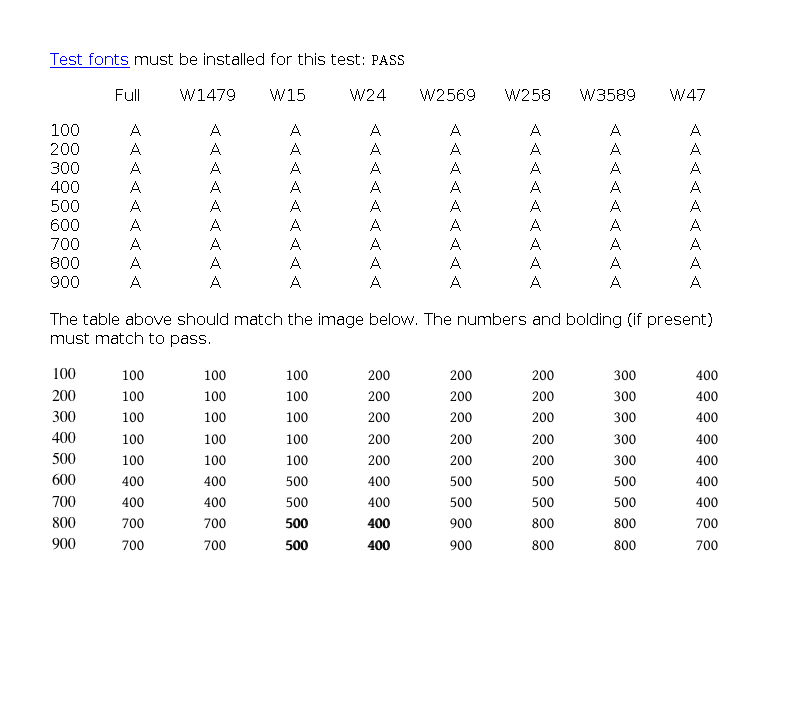 Test fonts must be installed for this test: PASS
Full W1479 W15 W24 W2569 W258 W3589 W47
100 A A A A A A A A
200 A A A A A A A A
300 A A A A A A A A
400 A A A A A A A A
500 A A A A A A A A
600 A A A A A A A A
700 A A A A A A A A
800 A A A A A A A A
900 A A A A A A A A
The table above should match the image below. The numbers and bolding (if present)
must match to pass.
100 100 100 100 200 200 200 300 400
200 100 100 100 200 200 200 300 400
300 100 100 100 200 200 200 300 400
400 100 100 100 200 200 200 300 400
500 100 100 100 200 200 200 300 400
600 400 400 500 400 500 500 500 400
700 400 400 500 400 500 500 500 400
800 700 700 500 400 900 800 800 700
900 700 700 500 400 900 800 800 700